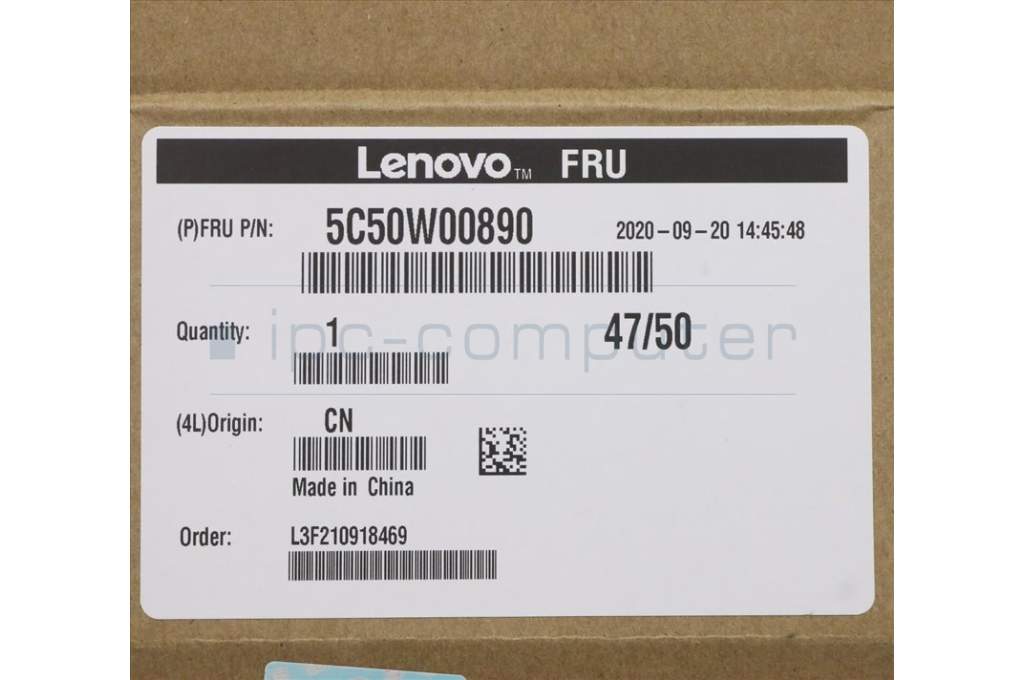 Lenovo™ FRU
(P)FRU P/N: 5C50W00890 2020-09-20 14:45:48
Quantity: 1 47/50
ipc-computer
(4L)Origin: CN
Made in China
Order: L3F210918469